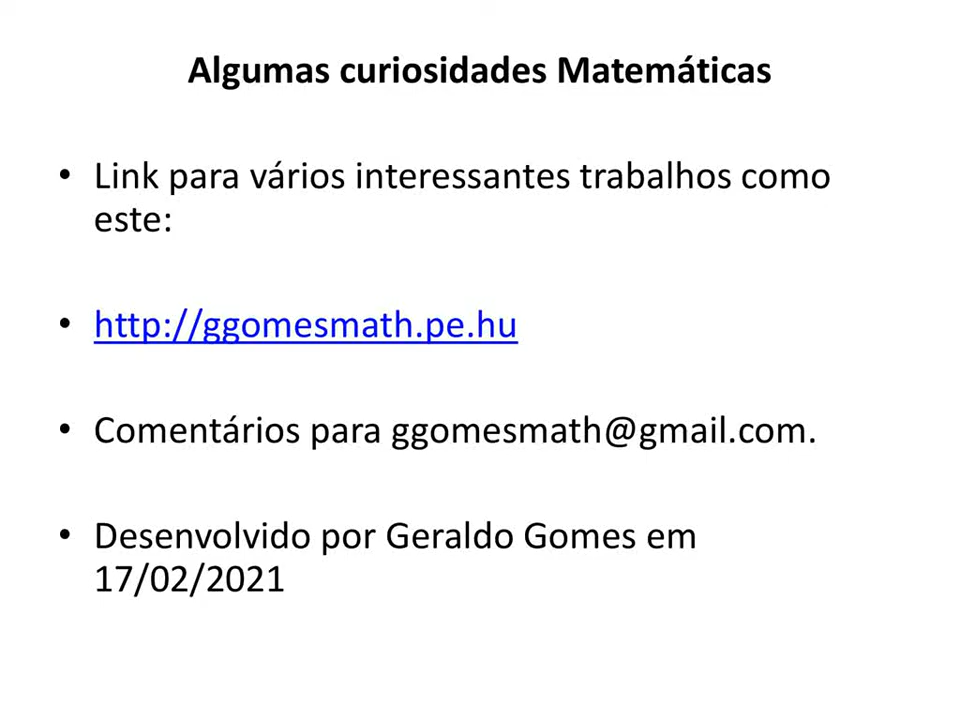 Algumas curiosidades Matemáticas
• Link para vários interessantes trabalhos como
este:
• http://ggomesmath.pe.hu
• Comentários para ggomesmath@gmail.com.
• Desenvolvido por Geraldo Gomes em
17/02/2021